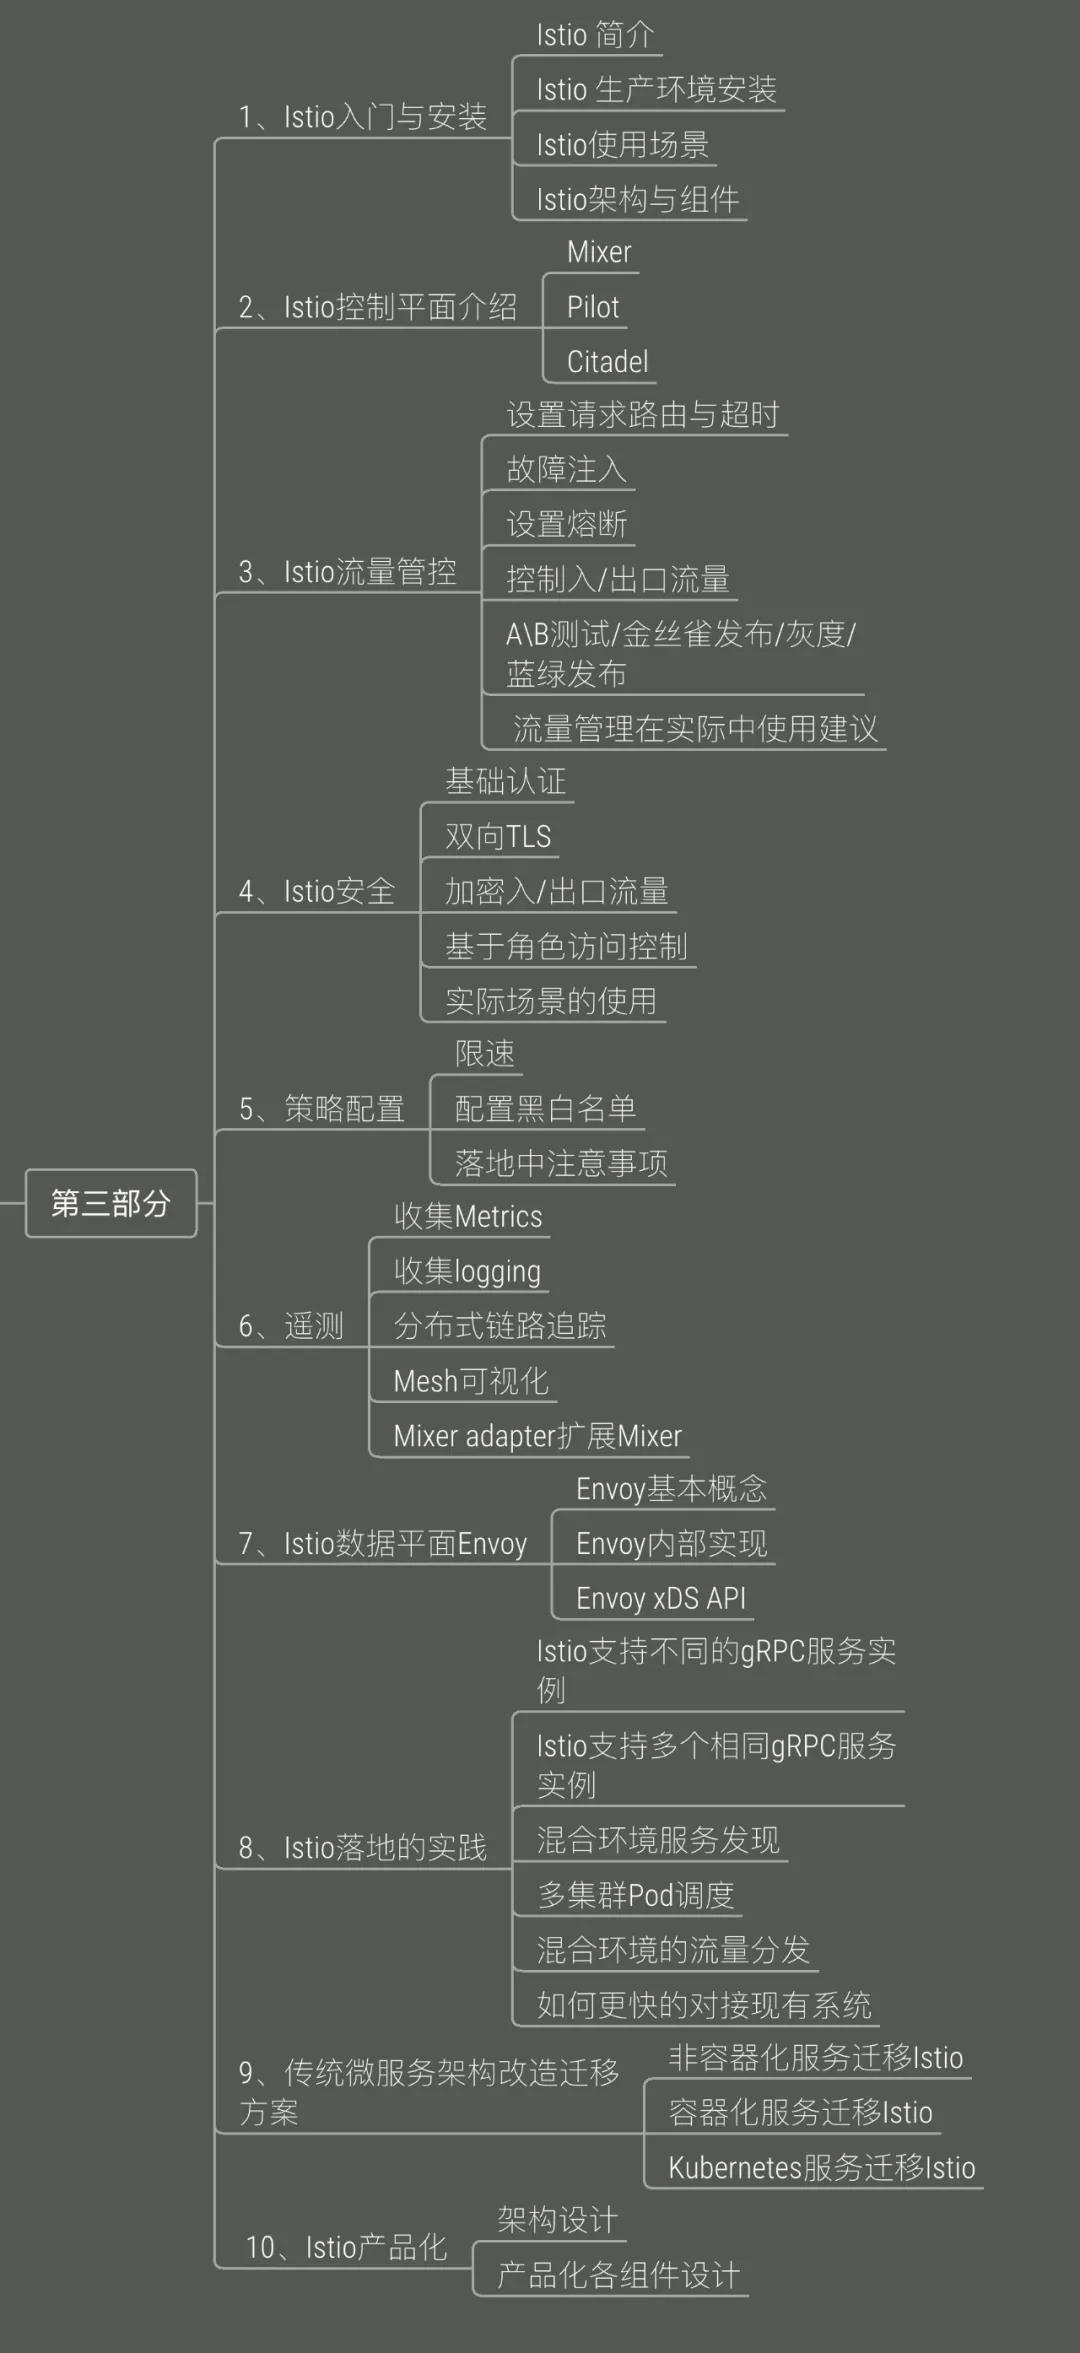 第三部分
1、Istio入门与安装
Istio 简介
Istio 生产环境安装
Istio使用场景
Istio架构与组件
2、Istio控制平面介绍
Mixer
Pilot
Citadel
3、Istio流量管控
设置请求路由与超时
故障注入
设置熔断
控制入/出口流量
A\B测试/金丝雀发布/灰度/
蓝绿发布
流量管理在实际中使用建议
4、Istio安全
基础认证
双向TLS
加密入/出口流量
基于角色访问控制
实际场景的使用
5、策略配置
限速
配置黑白名单
落地中注意事项
6、遥测
收集Metrics
收集logging
分布式链路追踪
Mesh可视化
Mixer adapter扩展Mixer
7、Istio数据平面Envoy
Envoy基本概念
Envoy内部实现
Envoy xDS API
8、Istio落地的实践
Istio支持不同的gRPC服务实
例
Istio支持多个相同gRPC服务
实例
混合环境服务发现
多集群Pod调度
混合环境的流量分发
如何更快的对接现有系统
9、传统微服务架构改造迁移
方案
非容器化服务迁移Istio
容器化服务迁移Istio
Kubernetes服务迁移Istio
10、Istio产品化
架构设计
产品化各组件设计